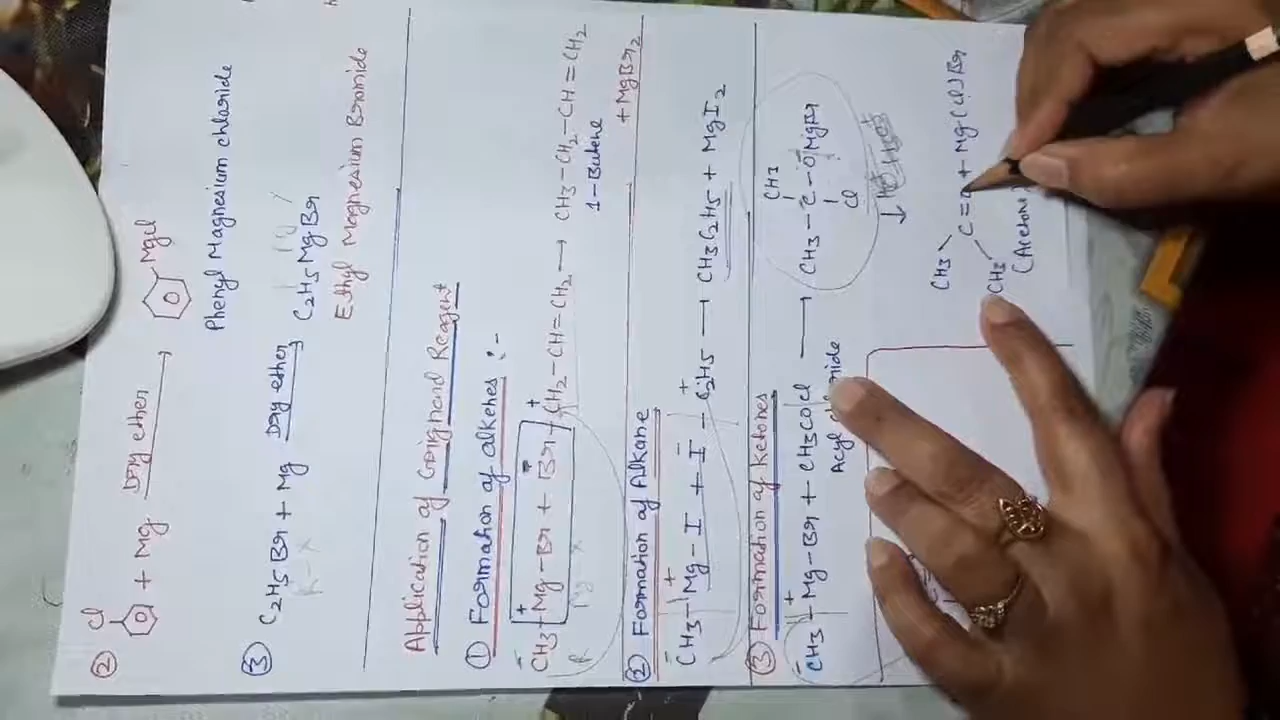 Cl
② + Mg Dry ether → MgCl
Phenyl Magnesium chloride
③ C2H5Br + Mg Dry ether → C2H5MgBr
R-X
Ethyl Magnesium Bromide
Application of Grignard Reagent
① Formation of alkenes :-
CH3-Mg-Br + Br-CH2-CH=CH2 → CH3-CH2-CH=CH2
1-Butene
+ MgBr2
② Formation of Alkane
CH3-Mg-I + I-C2H5 → CH3C2H5 + MgI2
③ Formation of Ketones
CH3
CH3-Mg-Br + CH3COCl → CH3-C-OMgBr
Acyl
Cl
CH3
C=O + Mg(Cl)Br
CH3
(Acetone